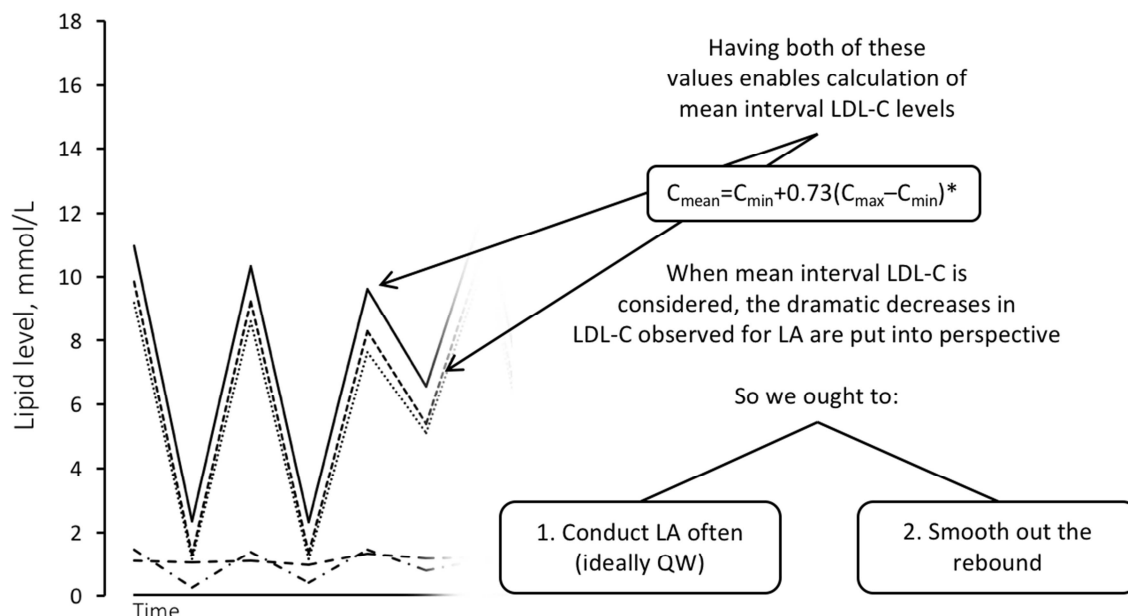 18
16
14
12
10
8
6
4
2
0
Lipid level, mmol/L
Time
Having both of these
values enables calculation of
mean interval LDL-C levels
Cmean=Cmin+0.73(Cmax–Cmin)*
When mean interval LDL-C is
considered, the dramatic decreases in
LDL-C observed for LA are put into perspective
So we ought to:
1. Conduct LA often
(ideally QW)
2. Smooth out the
rebound